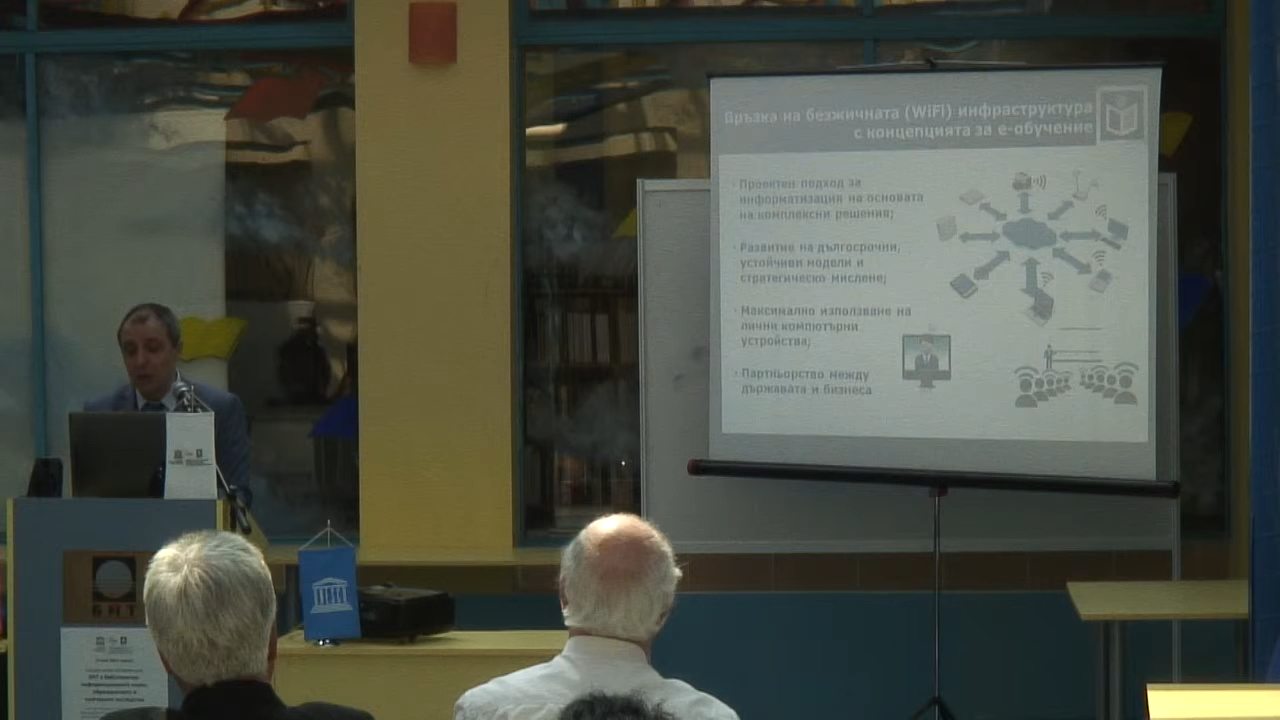 Бръзка на безжичната (WiFi) инфраструктура
с концепцията за е-обучение
· Проектен подход за
информатизация на основата
на комплексни решения;
· Развитие на дългосрочни,
устойчиви модели и
стратегическо мислене;
· Максимално използване на
лични компютърни
устройства;
· Партньорство между
държавата и бизнеса
БНТ